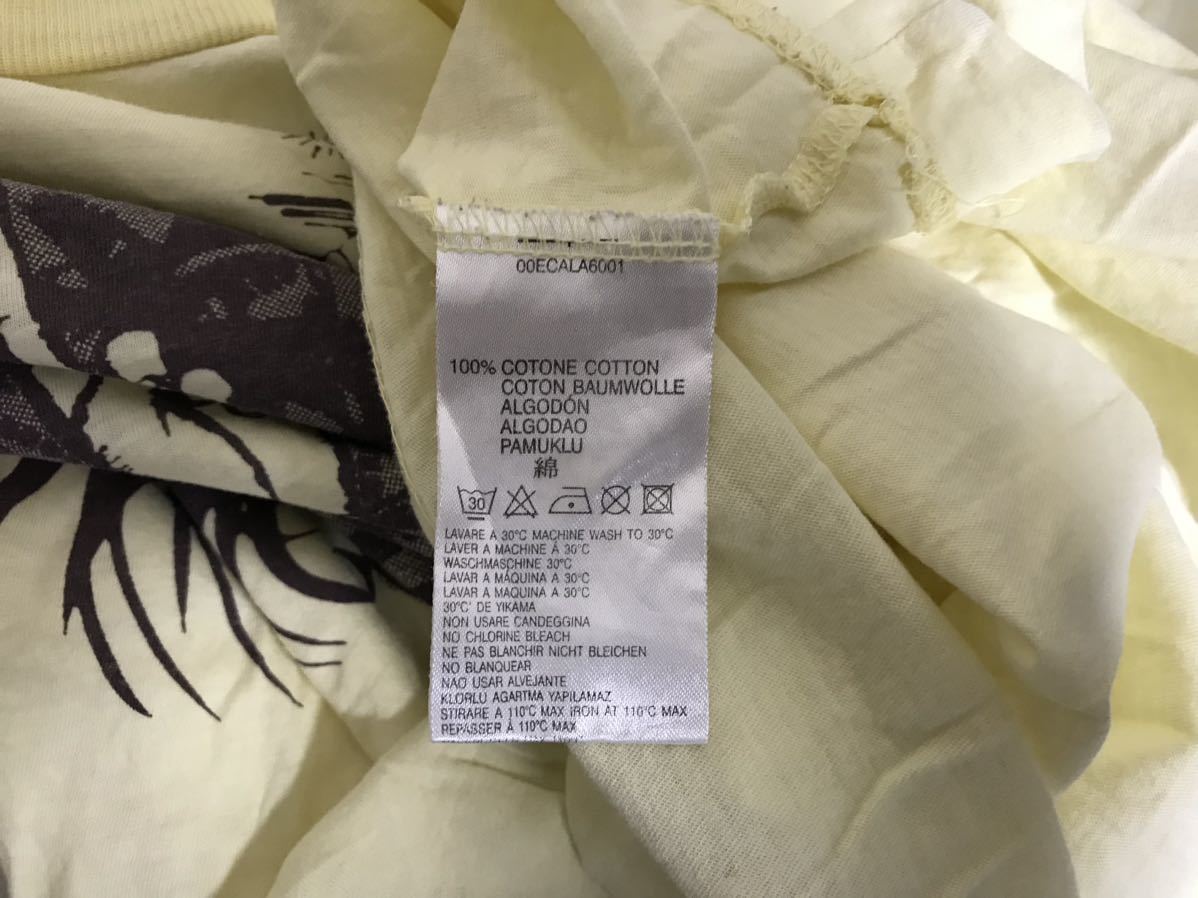 00ECALA6001
100% COTONE COTTON
COTON BAUMWOLLE
ALGODÓN
ALGODAO
PAMUKLU
綿
30
LAVARE A 30°C MACHINE WASH TO 30°C
LAVER A MACHINE À 30°C
WASCHMASCHINE 30°C
LAVAR A MÁQUINA A 30°C
LAVAR A MAQUINA A 30°C
30°C' DE YIKAMA
NON USARE CANDEGGINA
NO CHLORINE BLEACH
NE PAS BLANCHIR NICHT BLEICHEN
NO BLANQUEAR
NAO USAR ALVEJANTE
KLORLU AGARTMA YAPILAMAZ
STIRARE A 110°C MAX IRON AT 110°C MAX
REPASSER À 110°C MAX